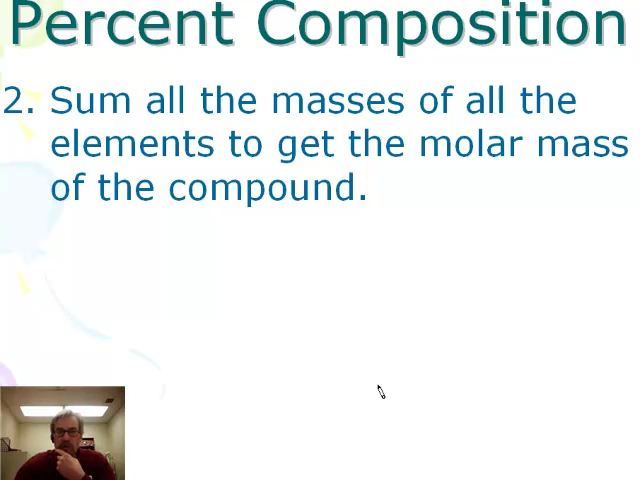 Percent Composition
2. Sum all the masses of all the
elements to get the molar mass
of the compound.